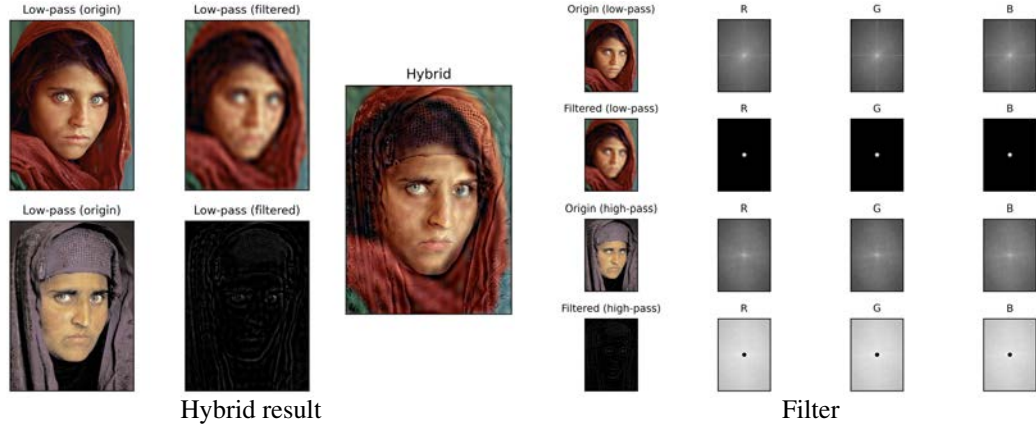 Low-pass (origin)
Low-pass (filtered)
Hybrid
Low-pass (origin)
Low-pass (filtered)
Hybrid result
Origin (low-pass)
R
G
B
Filtered (low-pass)
R
G
B
Origin (high-pass)
R
G
B
Filtered (high-pass)
R
G
B
Filter